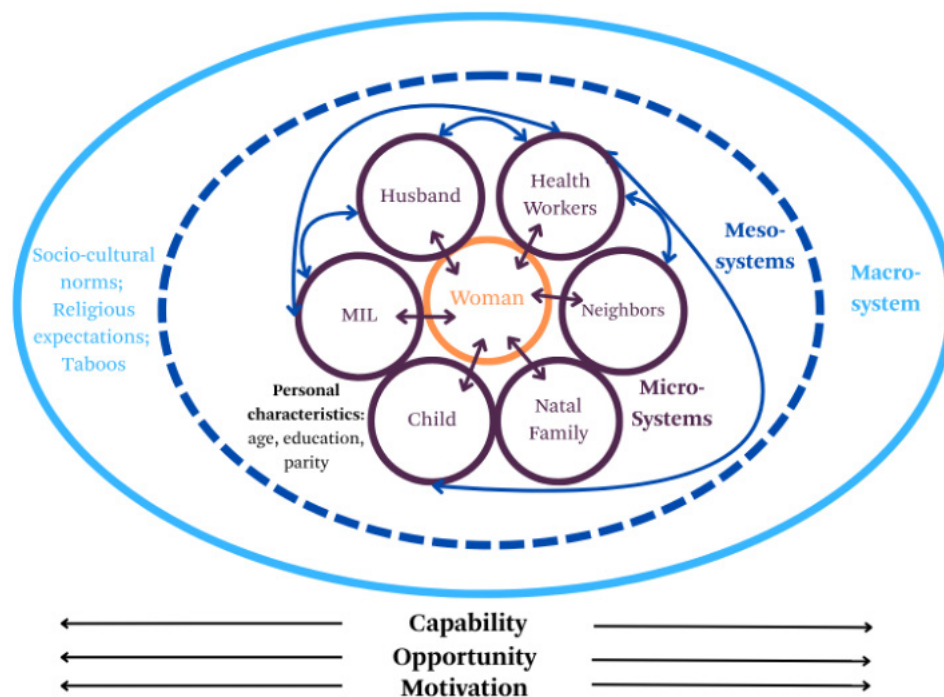 Husband
Health
Workers
Meso-
systems
Socio-cultural
norms;
Religious
expectations;
Taboos
Macro-
system
Woman
MIL
Neighbors
Personal
characteristics:
age, education,
parity
Child
Natal
Family
Micro-
Systems
Capability
Opportunity
Motivation